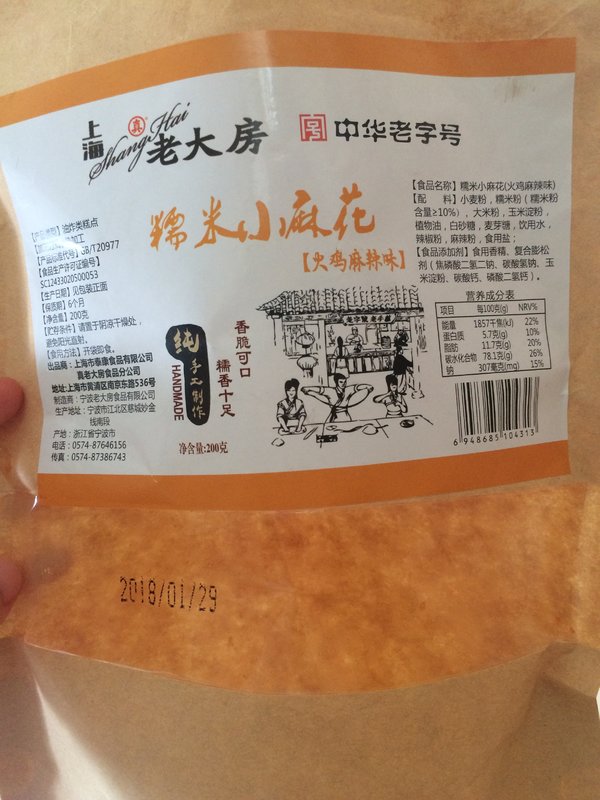 上海
真
Shang Hai
老大房
中华老字号
糯米小麻花
【火鸡麻辣味】
油炸类糕点
加工
GB/T20977
【食品生产许可证编号】
SC12433020500053
【生产日期】见包装正面
【保质期】6个月
【净含量】200克
【贮存条件】请置于阴凉干燥处，
避免阳光直射。
【食用方法】开袋即食。
出品商：上海市泰康食品有限公司
真老大房食品分公司
地址:上海市黄浦区南京东路536号
制造商：宁波老大房食品有限公司
生产地址：宁波市江北区慈城妙金
线南段
产地：浙江省宁波市
电话：0574-87646156
传真：0574-87386743
纯
手工制作
HANDMADE
香脆可口
糯香十足
净含量:200克
【食品名称】糯米小麻花(火鸡麻辣味)
【配 料】小麦粉，糯米粉（糯米粉
含量≥10%），大米粉，玉米淀粉，
植物油，白砂糖，麦芽糖，饮用水，
辣椒粉，麻辣粉，食用盐；
【食品添加剂】食用香精、复合膨松
剂（焦磷酸二氢二钠、碳酸氢钠、玉
米淀粉、碳酸钙、磷酸二氢钙）。
营养成分表
项目 每100克(g) NRV%
能量 1857千焦(kJ) 22%
蛋白质 5.7克(g) 10%
脂肪 11.7克(g) 20%
碳水化合物 78.1克(g) 26%
钠 307毫克(mg) 15%
6 948685 104313
2018/01/29